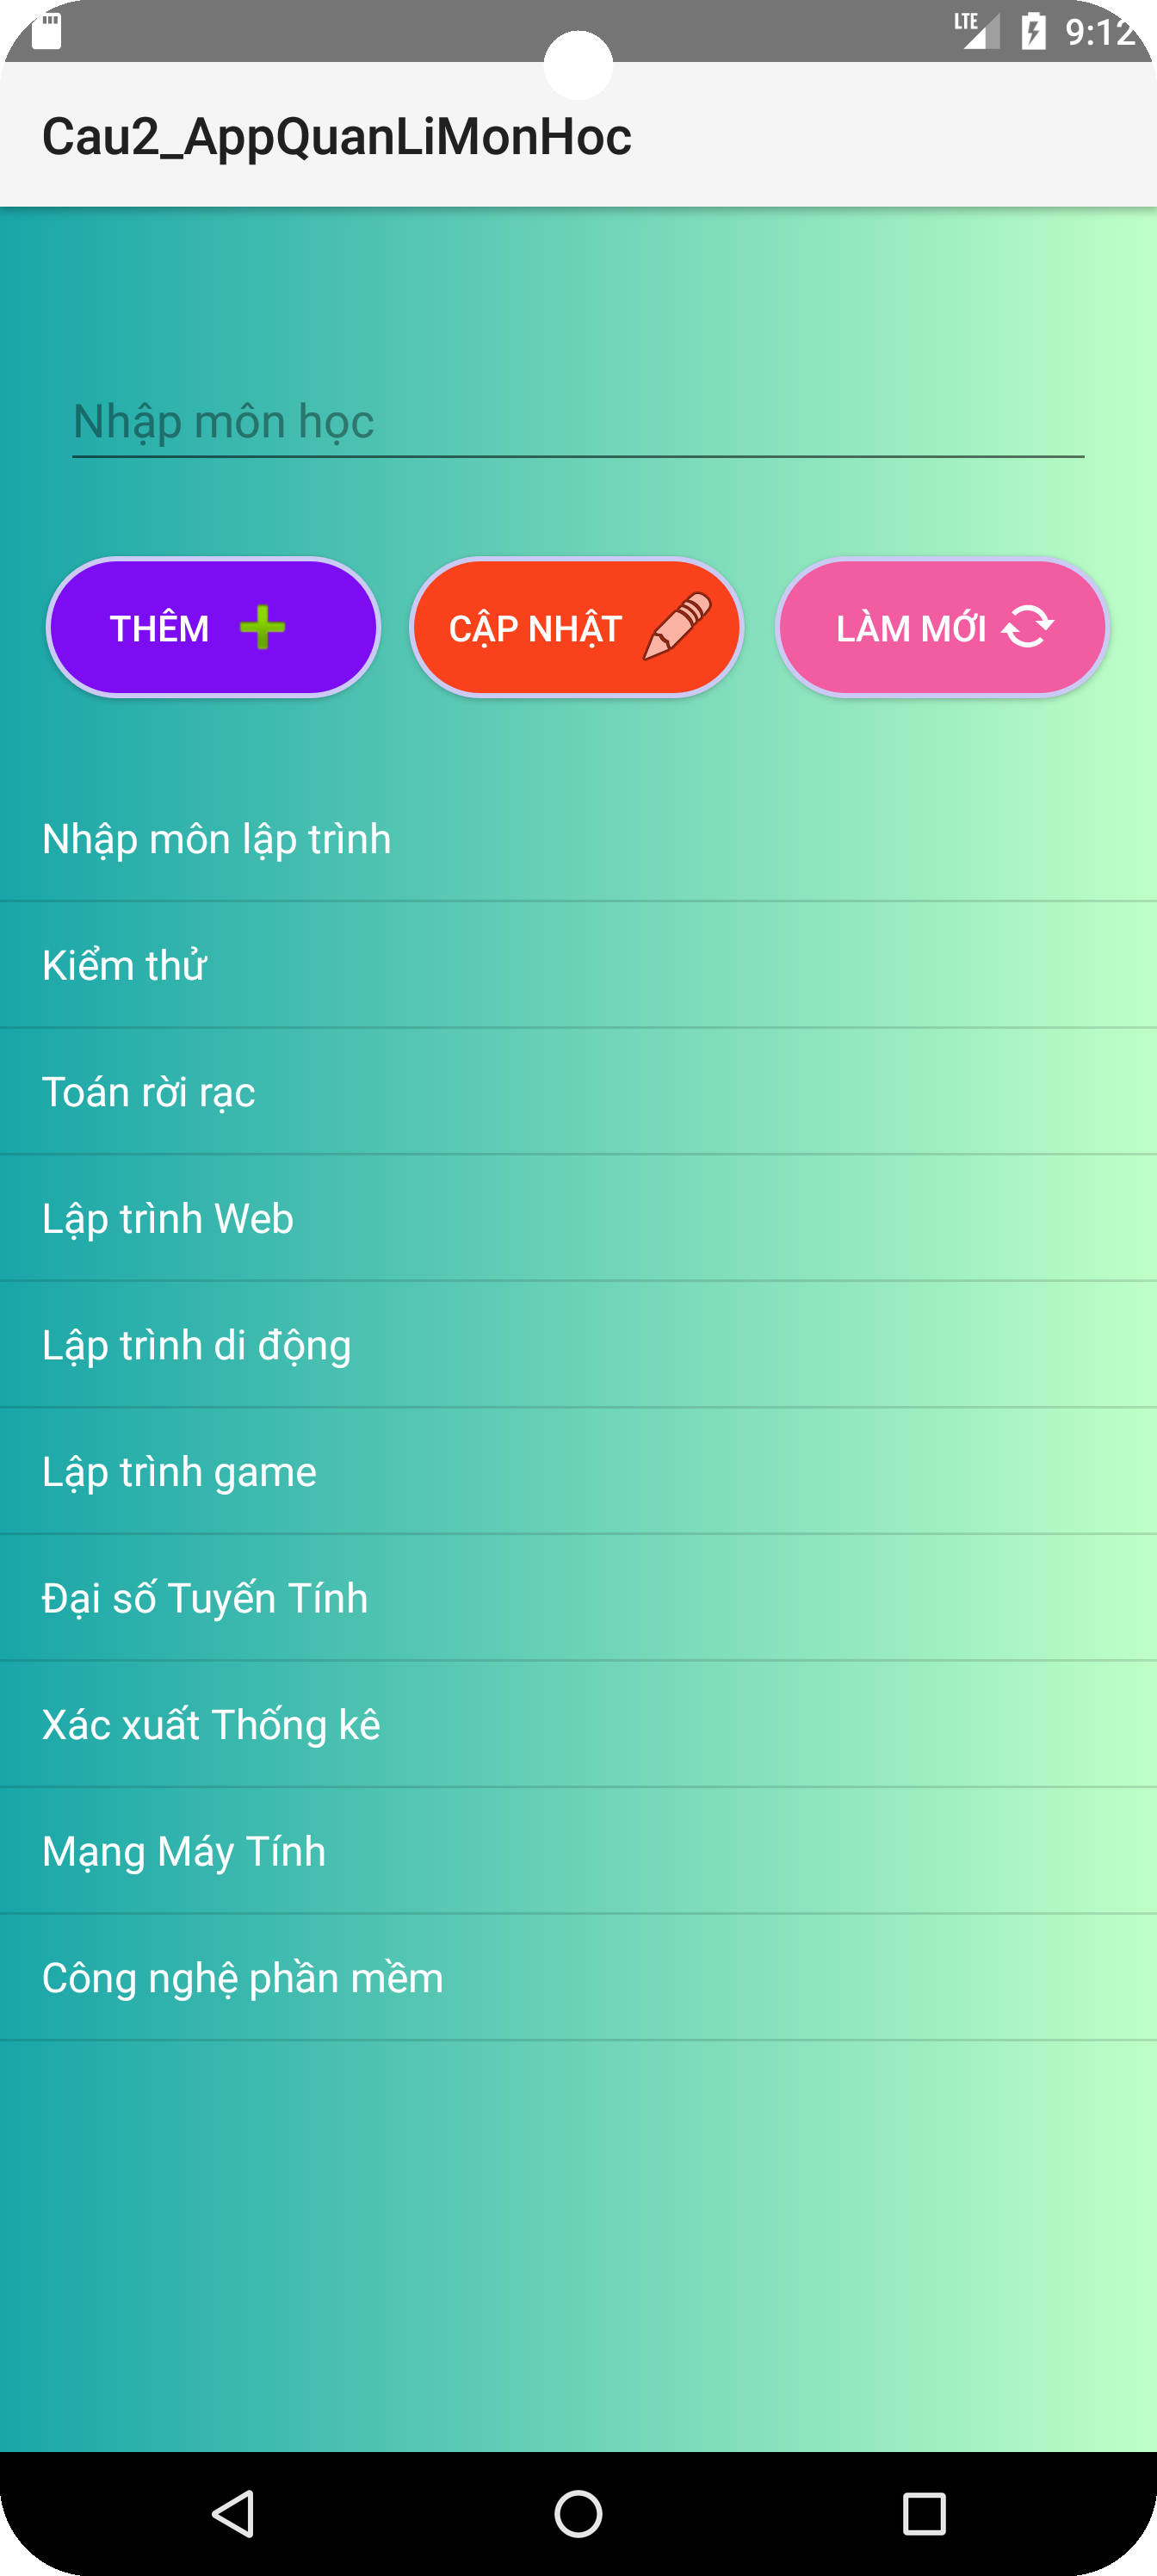 LTE 9:12
Cau2_AppQuanLiMonHoc
Nhập môn học
THÊM CẬP NHẬT LÀM MỚI
Nhập môn lập trình
Kiểm thử
Toán rời rạc
Lập trình Web
Lập trình di động
Lập trình game
Đại số Tuyến Tính
Xác xuất Thống kê
Mạng Máy Tính
Công nghệ phần mềm